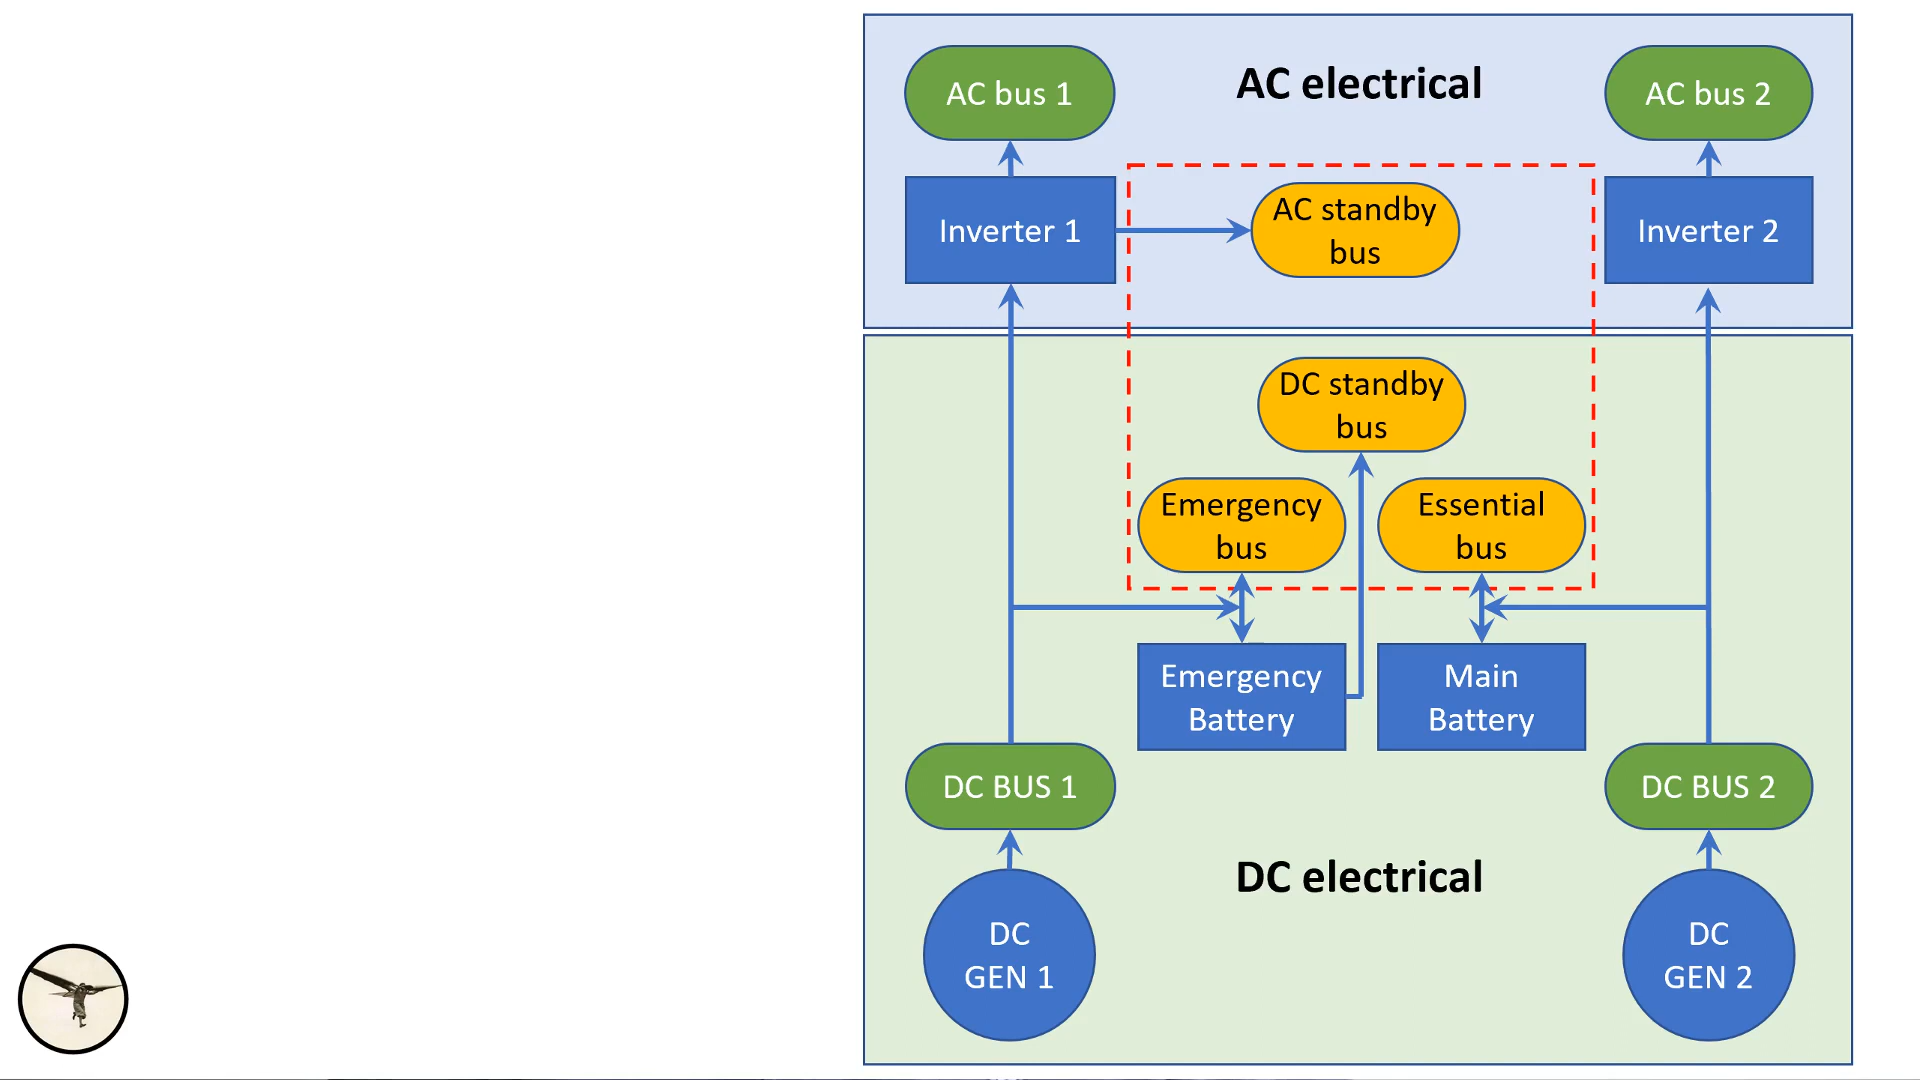 AC bus 1
AC electrical
AC bus 2
Inverter 1
AC standby
bus
Inverter 2
DC standby
bus
Emergency
bus
Essential
bus
Emergency
Battery
Main
Battery
DC BUS 1
DC BUS 2
DC electrical
DC
GEN 1
DC
GEN 2